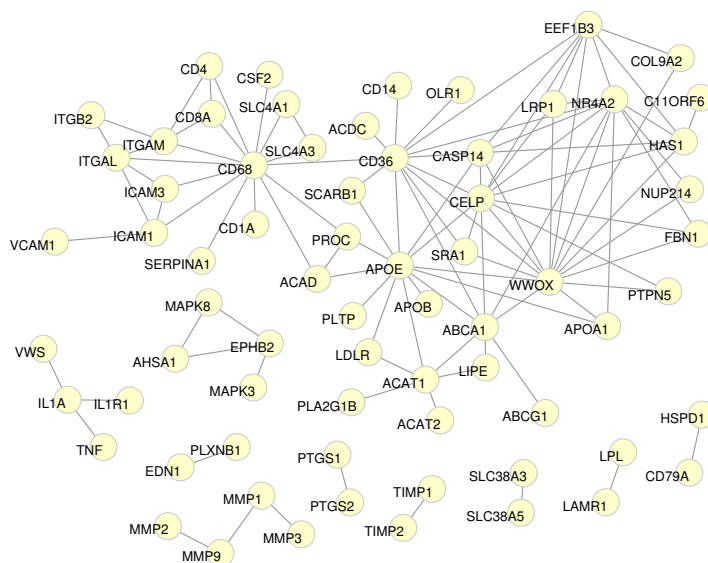 EEF1B3
COL9A2
CD4
CSF2
CD14
OLR1
SLC4A1
LRP1
NR4A2
C11ORF6
ITGB2
CD8A
ACDC
ITGAM
HAS1
SLC4A3
CASP14
ITGAL
CD68
CD36
ICAM3
SCARB1
CELP
NUP214
ICAM1
CD1A
VCAM1
PROC
SRA1
FBN1
SERPINA1
APOE
ACAD
WWOX
PTPN5
MAPK8
PLTP
APOB
ABCA1
APOA1
VWS
AHSA1
EPHB2
LDLR
LIPE
MAPK3
ACAT1
IL1A
IL1R1
PLA2G1B
ABCG1
HSPD1
ACAT2
TNF
PLXNB1
PTGS1
LPL
EDN1
SLC38A3
CD79A
MMP1
TIMP1
PTGS2
LAMR1
SLC38A5
MMP2
TIMP2
MMP3
MMP9